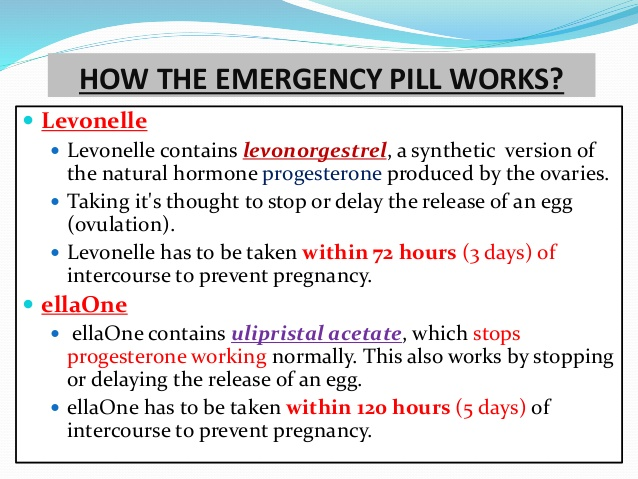 HOW THE EMERGENCY PILL WORKS?
Levonelle
Levonelle contains levonorgestrel, a synthetic version of
the natural hormone progesterone produced by the ovaries.
Taking it's thought to stop or delay the release of an egg
(ovulation).
Levonelle has to be taken within 72 hours (3 days) of
intercourse to prevent pregnancy.
ellaOne
ellaOne contains ulipristal acetate, which stops
progesterone working normally. This also works by stopping
or delaying the release of an egg.
ellaOne has to be taken within 120 hours (5 days) of
intercourse to prevent pregnancy.